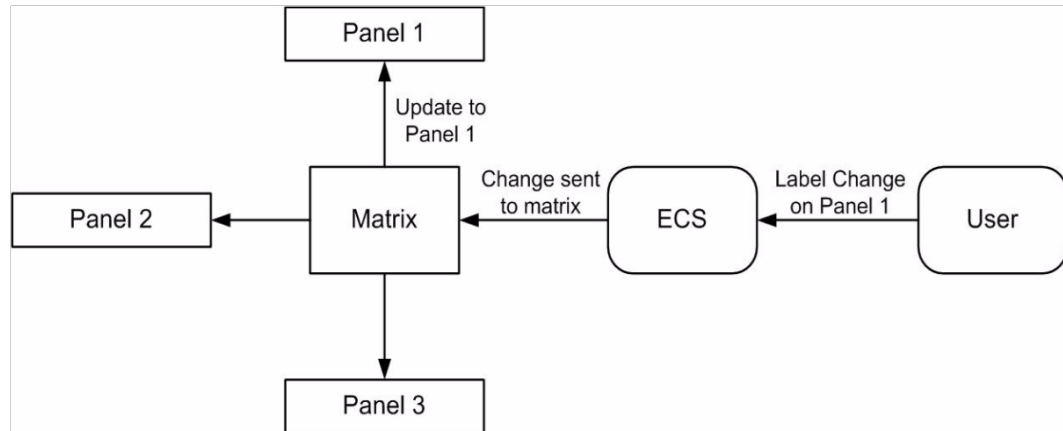 Panel 1
Update to
Panel 1
Change sent
to matrix
Label Change
on Panel 1
Panel 2
Matrix
ECS
User
Panel 3